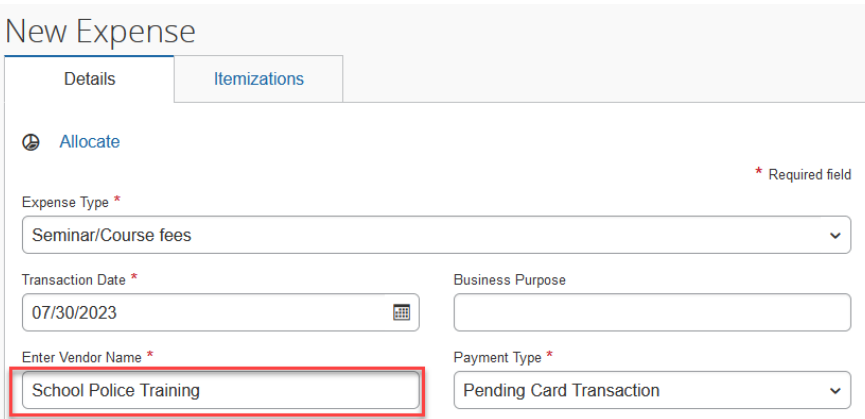 New Expense
Details Itemizations
Allocate
* Required field
Expense Type *
Seminar/Course fees
Transaction Date * Business Purpose
07/30/2023
Enter Vendor Name * Payment Type *
School Police Training Pending Card Transaction